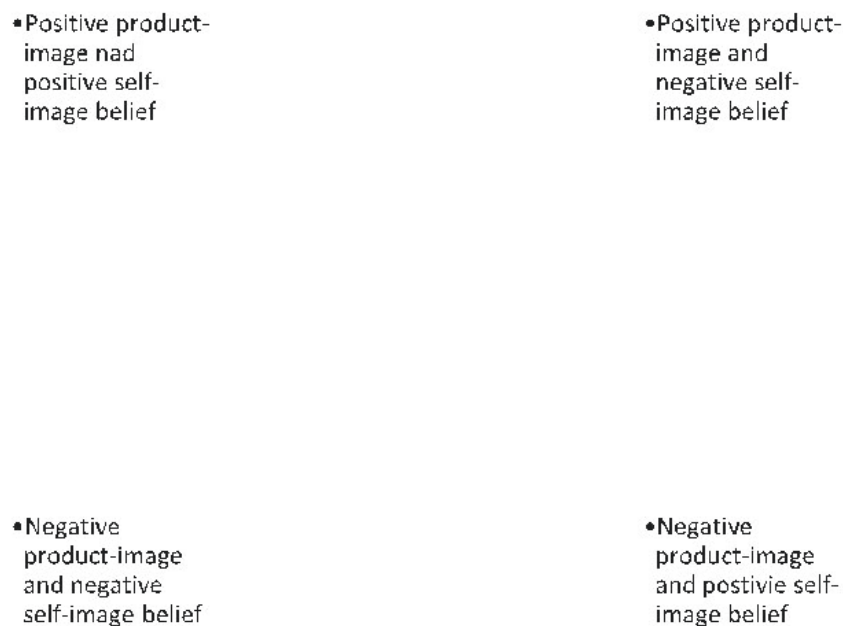 •Positive product-
image nad
positive self-
image belief
•Positive product-
image and
negative self-
image belief
•Negative
product-image
and negative
self-image belief
•Negative
product-image
and postivie self-
image belief